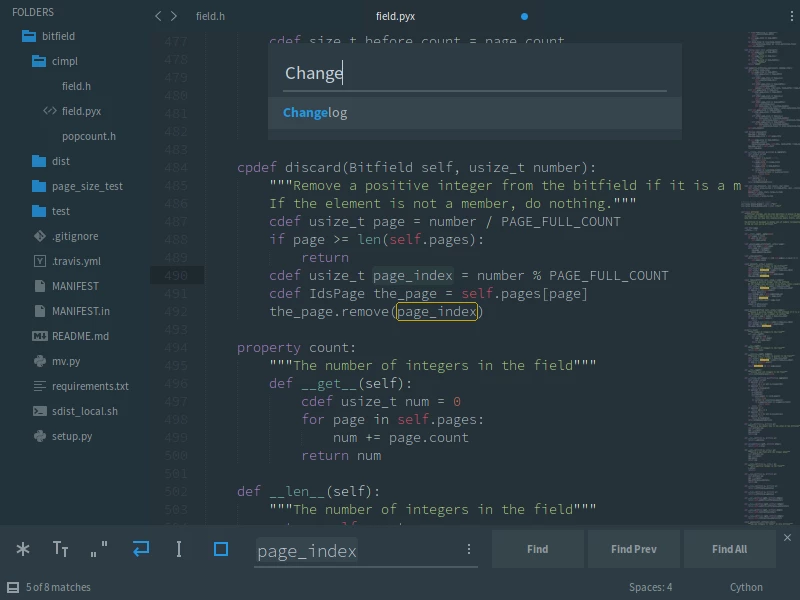 FOLDERS
field.h
field.pyx
bitfield
cimpl
field.h
field.pyx
popcount.h
dist
page_size_test
test
.gitignore
.travis.yml
MANIFEST
MANIFEST.in
README.md
mv.py
requirements.txt
sdist_local.sh
setup.py
477 cdef size_t before_count = page.count
478
479
480
481
482
483
484 cpdef discard(Bitfield self, usize_t number):
485 """Remove a positive integer from the bitfield if it is a m
486 If the element is not a member, do nothing."""
487 cdef usize_t page = number / PAGE_FULL_COUNT
488 if page >= len(self.pages):
489 return
490 cdef usize_t page_index = number % PAGE_FULL_COUNT
491 cdef IdsPage the_page = self.pages[page]
492 the_page.remove(page_index)
493
494 property count:
495 """The number of integers in the field"""
496 def __get__(self):
497 cdef usize_t num = 0
498 for page in self.pages:
499 num += page.count
500 return num
501
502 def __len__(self):
503 """The number of integers in the field"""
Change
Changelog
page_index
Find
Find Prev
Find All
5 of 8 matches
Spaces: 4
Cython